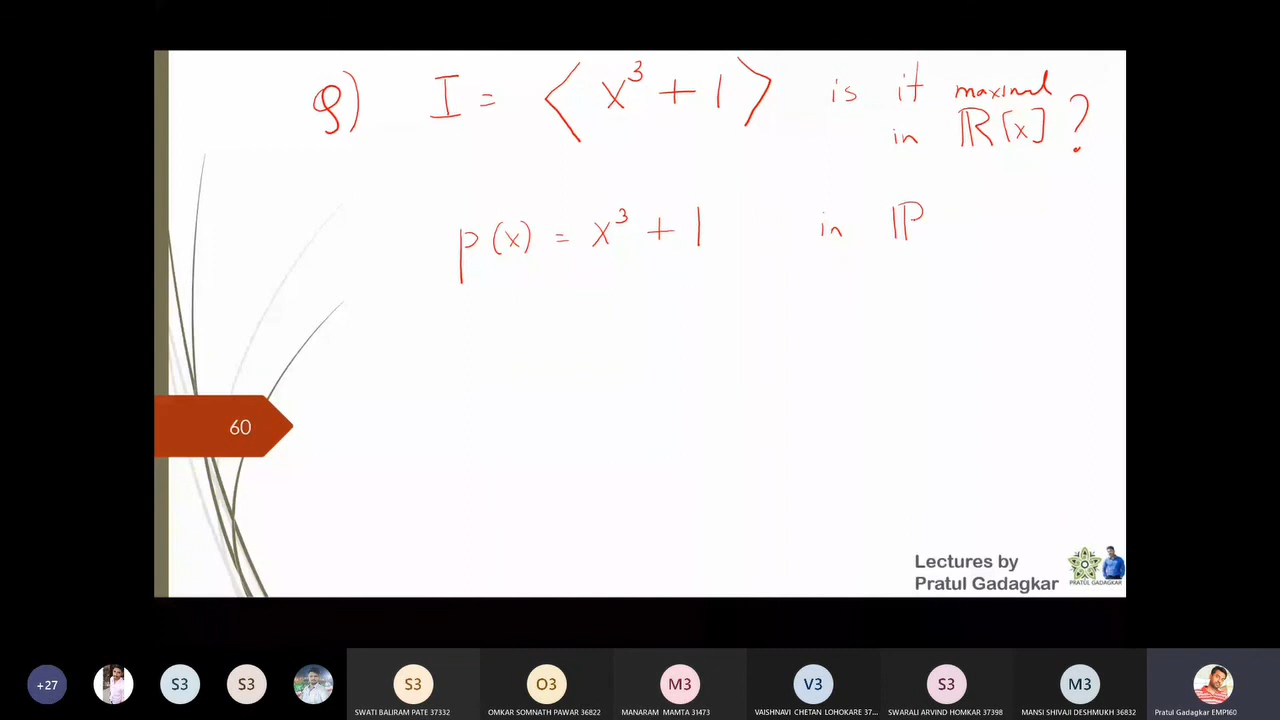 Q) I = < x³ + 1 > is it maximal
in ℝ[x] ?
p(x) = x³ + 1 in ℙ
60
Lectures by
Pratul Gadagkar
PRATUL GADAGKAR
+27 S3 S3 S3 O3 M3 V3 S3 M3
SWATI BALIRAM PATE 37332 OMKAR SOMNATH PAWAR 36822 MANARAM MAMTA 31473 VAISHNAVI CHETAN LOHOKARE 37... SWARALI ARVIND HOMKAR 37398 MANSI SHIVAJI DESHMUKH 36832 Pratul Gadagkar EMP160